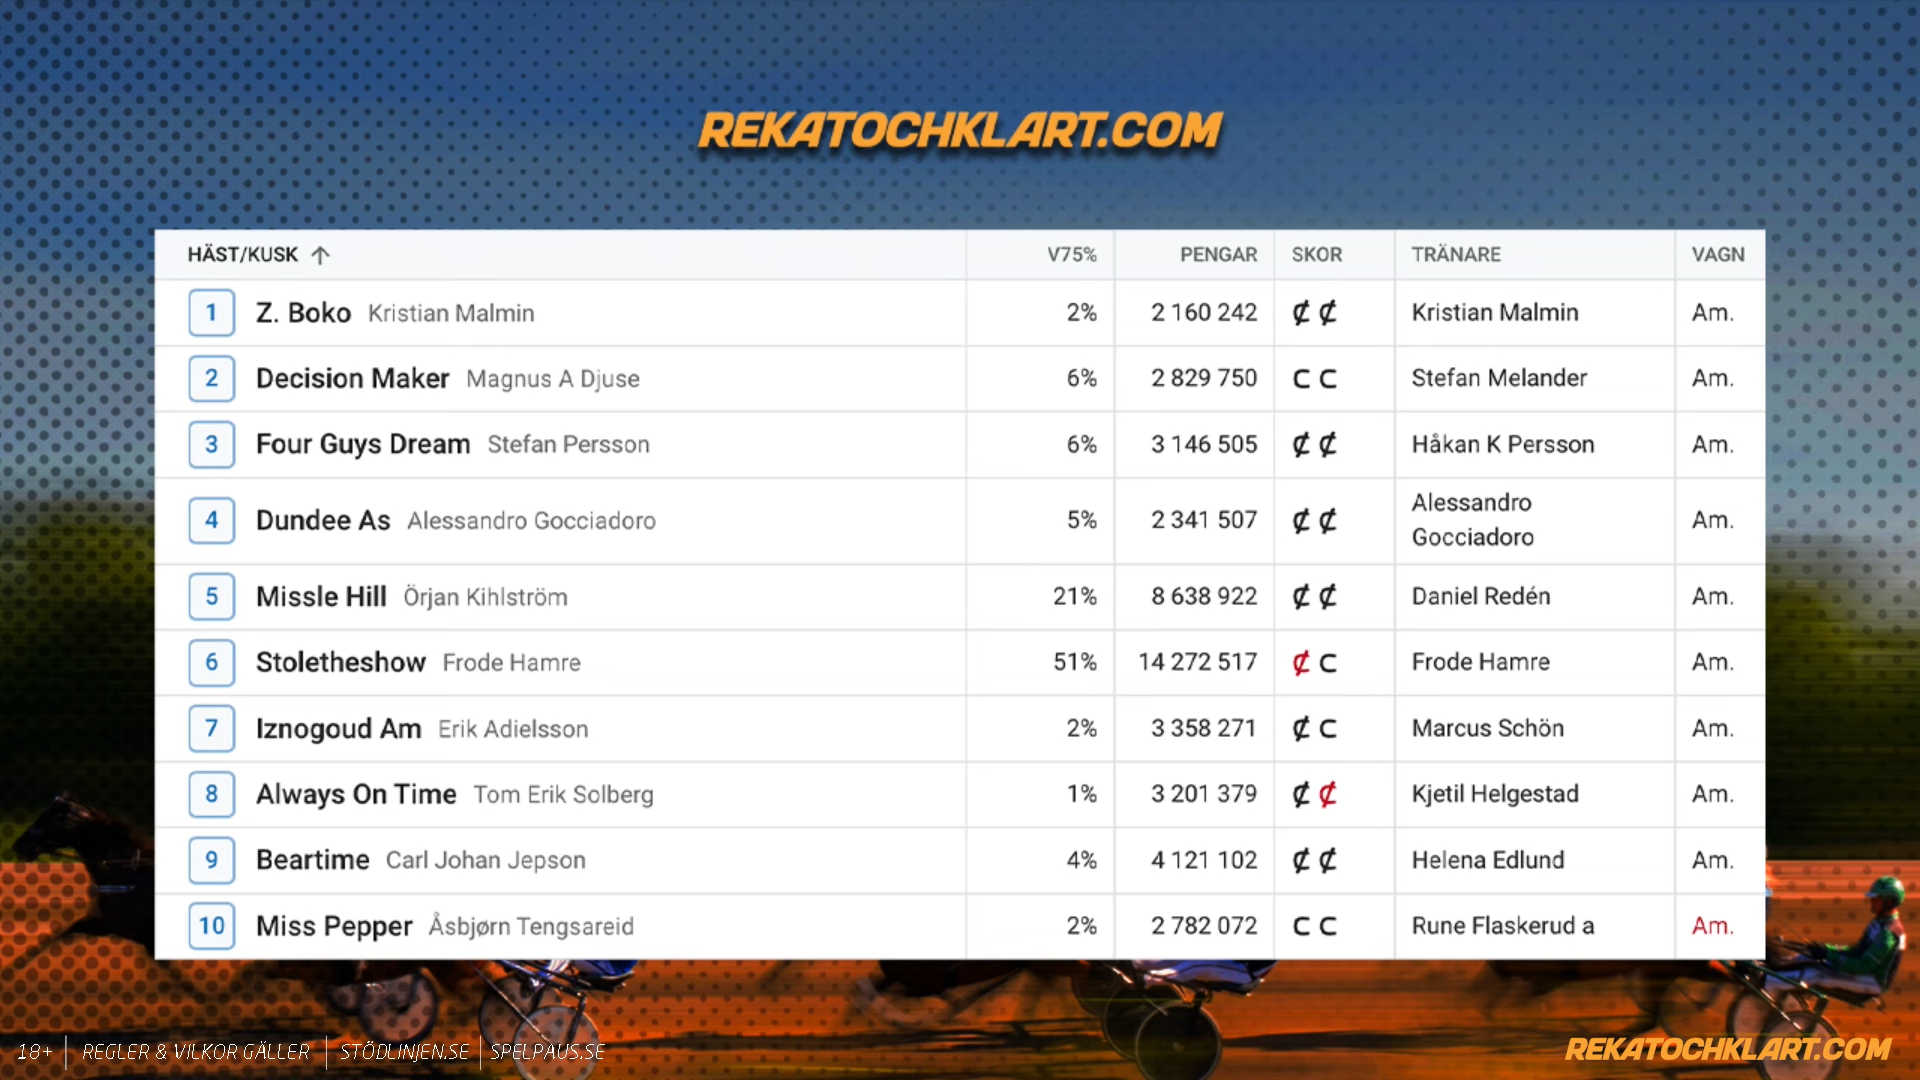 REKATOCHKLART.COM
HÄST/KUSK ↑ V75% PENGAR SKOR TRÄNARE VAGN
1 Z. Boko Kristian Malmin 2% 2 160 242 ₵ ₵ Kristian Malmin Am.
2 Decision Maker Magnus A Djuse 6% 2 829 750 C C Stefan Melander Am.
3 Four Guys Dream Stefan Persson 6% 3 146 505 ₵ ₵ Håkan K Persson Am.
4 Dundee As Alessandro Gocciadoro 5% 2 341 507 ₵ ₵ Alessandro Gocciadoro Am.
5 Missle Hill Örjan Kihlström 21% 8 638 922 ₵ ₵ Daniel Redén Am.
6 Stoletheshow Frode Hamre 51% 14 272 517 ₵ C Frode Hamre Am.
7 Iznogoud Am Erik Adielsson 2% 3 358 271 ₵ C Marcus Schön Am.
8 Always On Time Tom Erik Solberg 1% 3 201 379 ₵ ₵ Kjetil Helgestad Am.
9 Beartime Carl Johan Jepson 4% 4 121 102 ₵ ₵ Helena Edlund Am.
10 Miss Pepper Åsbjørn Tengsareid 2% 2 782 072 C C Rune Flaskerud a Am.
18+ | REGLER & VILKOR GÄLLER | STÖDLINJEN.SE | SPELPAUS.SE
REKATOCHKLART.COM